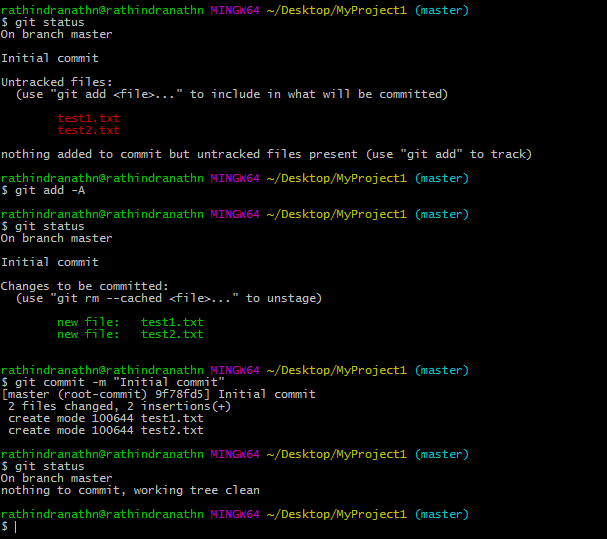 rathindranathn@rathindranathn MINGW64 ~/Desktop/MyProject1 (master)
$ git status
On branch master
Initial commit
Untracked files:
  (use "git add <file>..." to include in what will be committed)
        test1.txt
        test2.txt
nothing added to commit but untracked files present (use "git add" to track)
rathindranathn@rathindranathn MINGW64 ~/Desktop/MyProject1 (master)
$ git add -A
rathindranathn@rathindranathn MINGW64 ~/Desktop/MyProject1 (master)
$ git status
On branch master
Initial commit
Changes to be committed:
  (use "git rm --cached <file>..." to unstage)
        new file:   test1.txt
        new file:   test2.txt
rathindranathn@rathindranathn MINGW64 ~/Desktop/MyProject1 (master)
$ git commit -m "Initial commit"
[master (root-commit) 9f78fd5] Initial commit
 2 files changed, 2 insertions(+)
 create mode 100644 test1.txt
 create mode 100644 test2.txt
rathindranathn@rathindranathn MINGW64 ~/Desktop/MyProject1 (master)
$ git status
On branch master
nothing to commit, working tree clean
rathindranathn@rathindranathn MINGW64 ~/Desktop/MyProject1 (master)
$